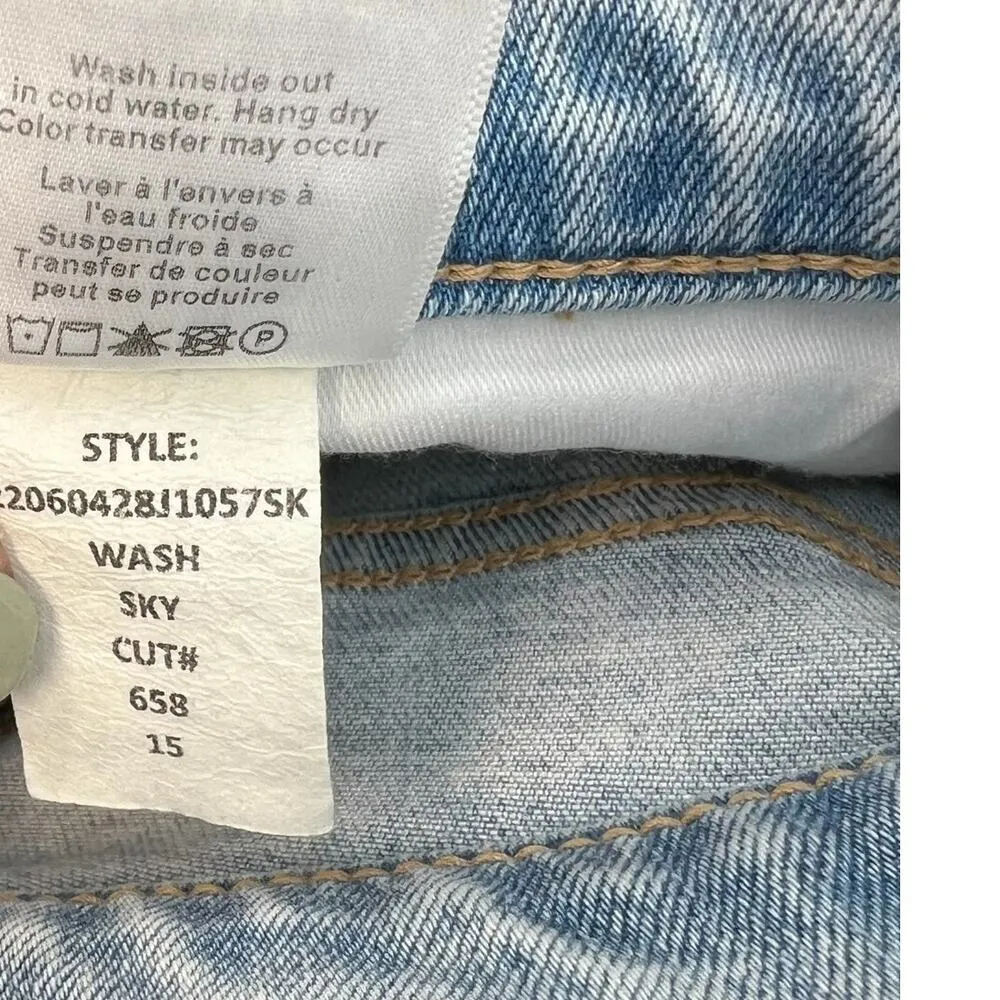 Wash inside out
in cold water. Hang dry
Color transfer may occur
Laver à l'envers à
l'eau froide
Suspendre à sec
Transfer de couleur
peut se produire
P
STYLE:
2060428J1057SK
WASH
SKY
CUT#
658
15